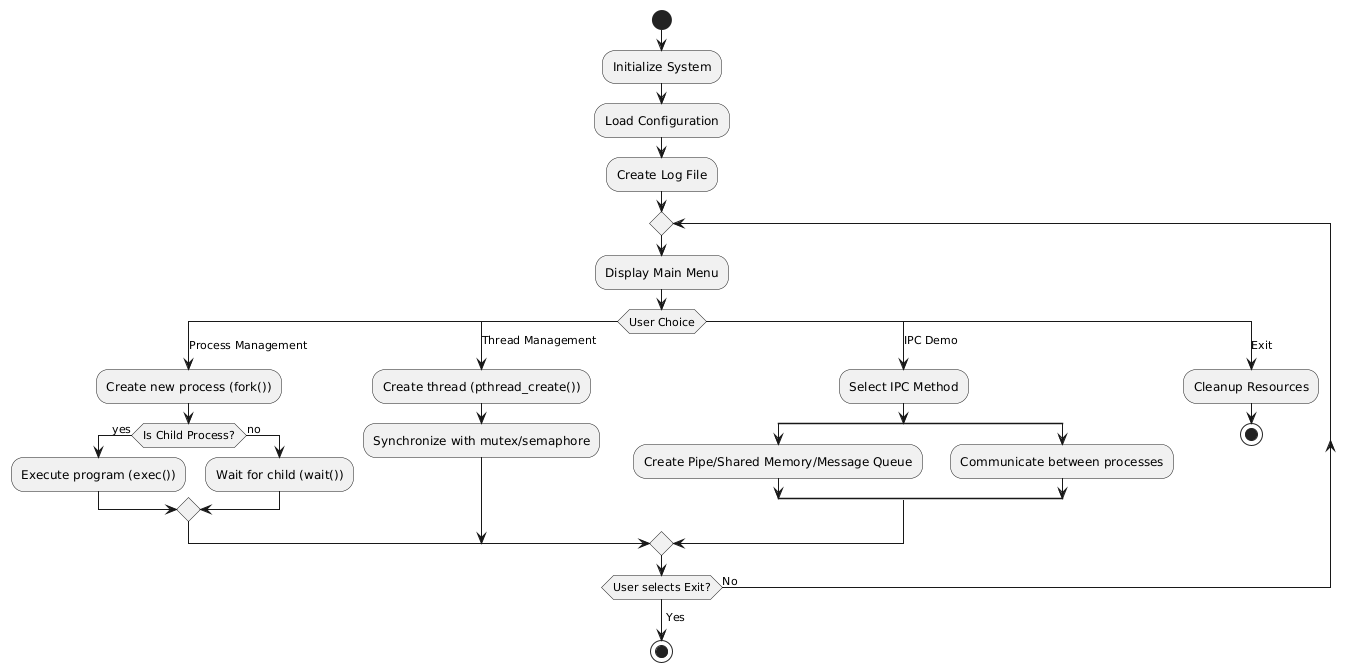 Initialize System
Load Configuration
Create Log File
Display Main Menu
User Choice
Process Management
Thread Management
IPC Demo
Exit
Create new process (fork())
Create thread (pthread_create())
Select IPC Method
Cleanup Resources
yes
Is Child Process?
no
Synchronize with mutex/semaphore
Create Pipe/Shared Memory/Message Queue
Communicate between processes
Execute program (exec())
Wait for child (wait())
User selects Exit?
No
Yes